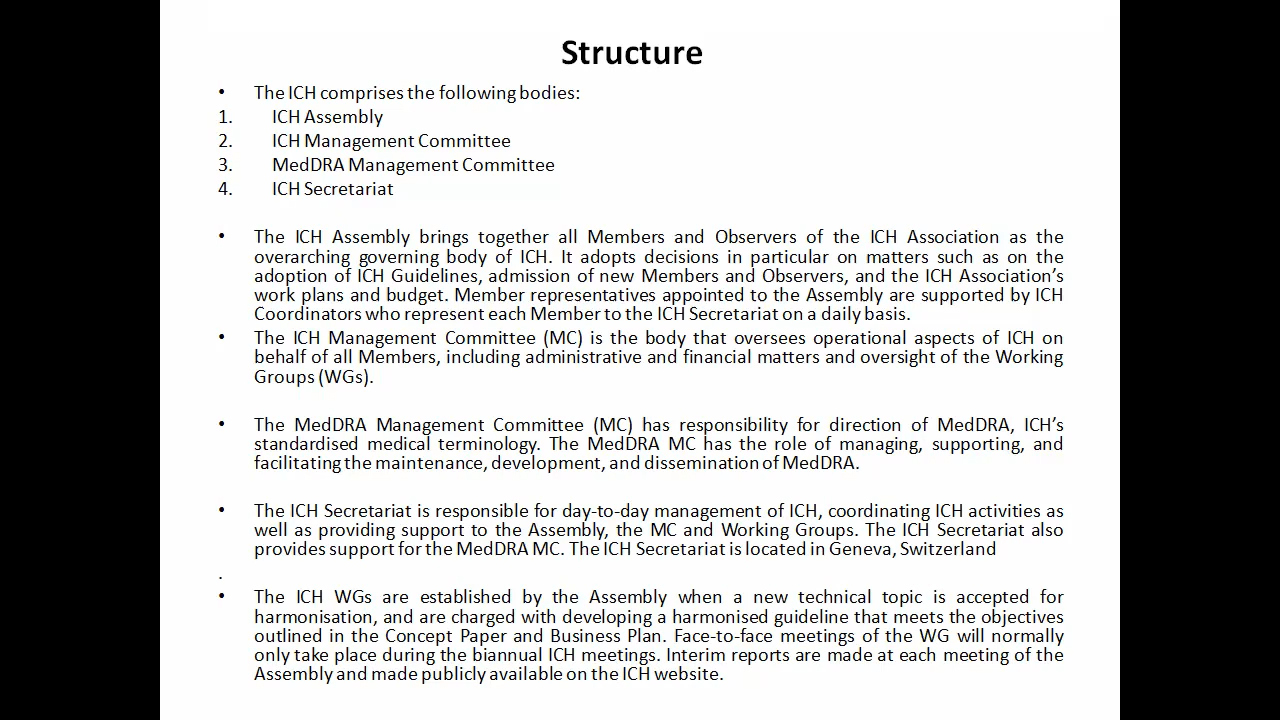 Structure
• The ICH comprises the following bodies:
1. ICH Assembly
2. ICH Management Committee
3. MedDRA Management Committee
4. ICH Secretariat
• The ICH Assembly brings together all Members and Observers of the ICH Association as the
overarching governing body of ICH. It adopts decisions in particular on matters such as on the
adoption of ICH Guidelines, admission of new Members and Observers, and the ICH Association’s
work plans and budget. Member representatives appointed to the Assembly are supported by ICH
Coordinators who represent each Member to the ICH Secretariat on a daily basis.
• The ICH Management Committee (MC) is the body that oversees operational aspects of ICH on
behalf of all Members, including administrative and financial matters and oversight of the Working
Groups (WGs).
• The MedDRA Management Committee (MC) has responsibility for direction of MedDRA, ICH’s
standardised medical terminology. The MedDRA MC has the role of managing, supporting, and
facilitating the maintenance, development, and dissemination of MedDRA.
• The ICH Secretariat is responsible for day-to-day management of ICH, coordinating ICH activities as
well as providing support to the Assembly, the MC and Working Groups. The ICH Secretariat also
provides support for the MedDRA MC. The ICH Secretariat is located in Geneva, Switzerland
.
• The ICH WGs are established by the Assembly when a new technical topic is accepted for
harmonisation, and are charged with developing a harmonised guideline that meets the objectives
outlined in the Concept Paper and Business Plan. Face-to-face meetings of the WG will normally
only take place during the biannual ICH meetings. Interim reports are made at each meeting of the
Assembly and made publicly available on the ICH website.